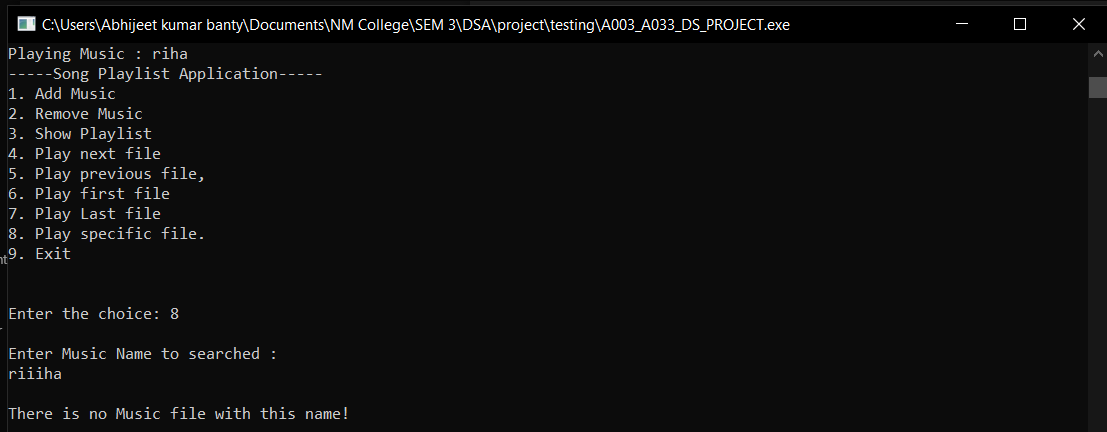 C:\Users\Abhijeet kumar banty\Documents\NM College\SEM 3\DSA\project\testing\A003_A033_DS_PROJECT.exe
Playing Music : riha
-----Song Playlist Application-----
1. Add Music
2. Remove Music
3. Show Playlist
4. Play next file
5. Play previous file,
6. Play first file
7. Play Last file
8. Play specific file.
9. Exit
Enter the choice: 8
Enter Music Name to searched :
riiiha
There is no Music file with this name!